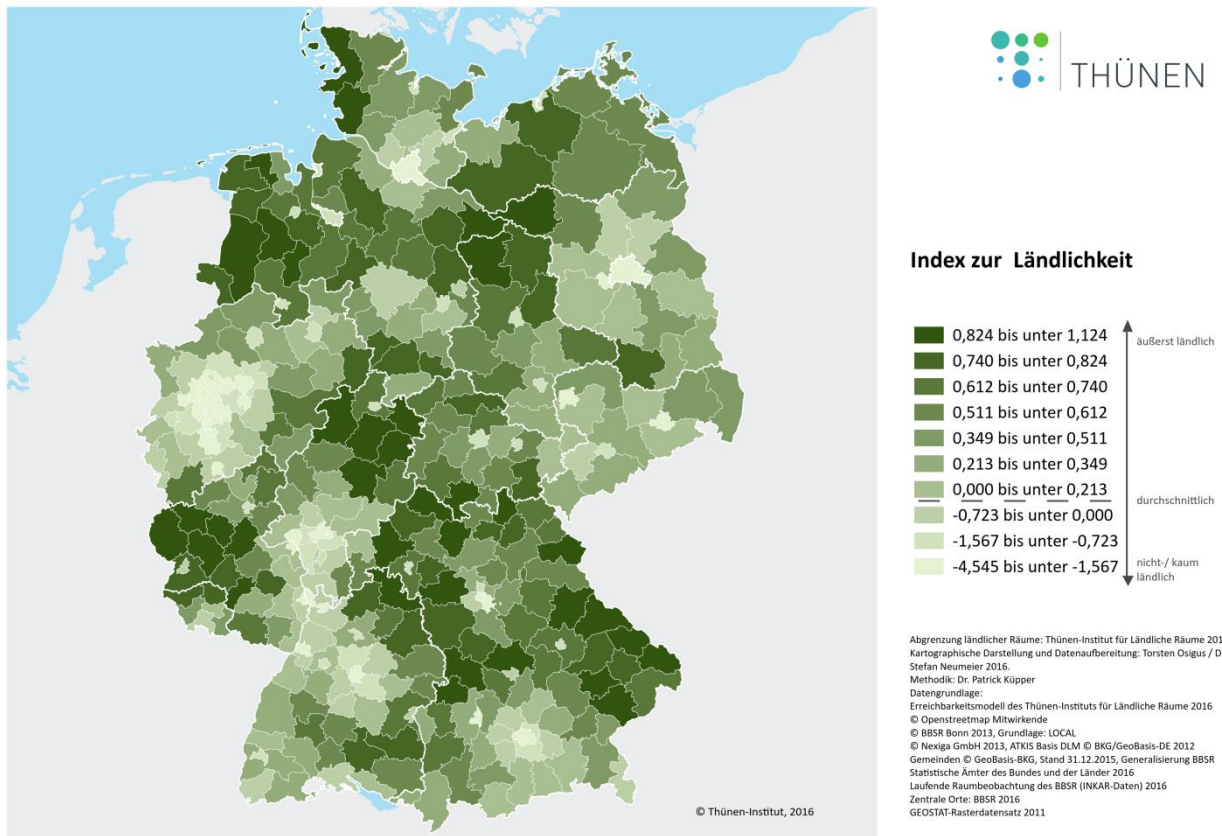 THÜNEN
Index zur Ländlichkeit
0,824 bis unter 1,124
äußerst ländlich
0,740 bis unter 0,824
0,612 bis unter 0,740
0,511 bis unter 0,612
0,349 bis unter 0,511
0,213 bis unter 0,349
0,000 bis unter 0,213
durchschnittlich
-0,723 bis unter 0,000
-1,567 bis unter -0,723
-4,545 bis unter -1,567
nicht-/ kaum
ländlich
Abgrenzung ländlicher Räume: Thünen-Institut für Ländliche Räume 201
Kartographische Darstellung und Datenaufbereitung: Torsten Osigus / D
Stefan Neumeier 2016.
Methodik: Dr. Patrick Küpper
Datengrundlage:
Erreichbarkeitsmodell des Thünen-Instituts für Ländliche Räume 2016
© Openstreetmap Mitwirkende
© BBSR Bonn 2013, Grundlage: LOCAL
© Nexiga GmbH 2013, ATKIS Basis DLM © BKG/GeoBasis-DE 2012
Gemeinden © GeoBasis-BKG, Stand 31.12.2015, Generalisierung BBSR
Statistische Ämter des Bundes und der Länder 2016
Laufende Raumbeobachtung des BBSR (INKAR-Daten) 2016
Zentrale Orte: BBSR 2016
GEOSTAT-Rasterdatensatz 2011
© Thünen-Institut, 2016